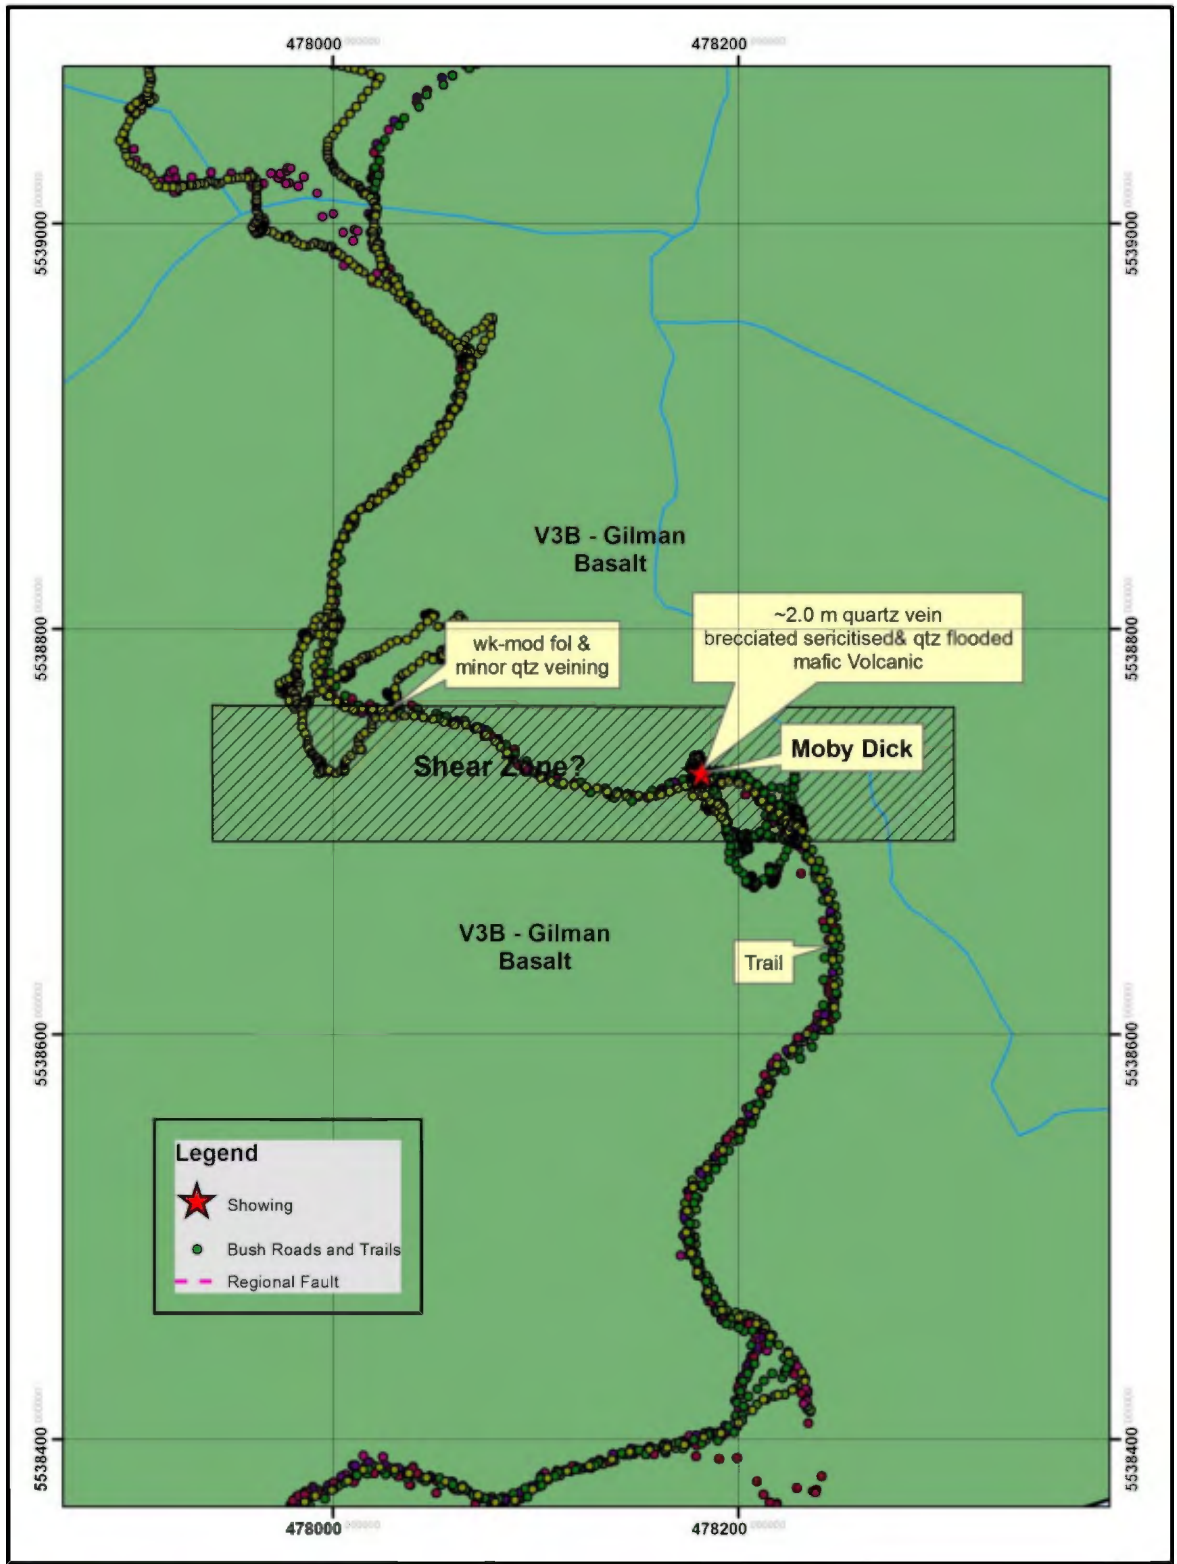 478000
478200
5539000
5539000
V3B - Gilman
Basalt
5538800
5538800
~2.0 m quartz vein
brecciated sericitised& qtz flooded
mafic Volcanic
wk-mod fol &
minor qtz veining
Shear Zone?
Moby Dick
V3B - Gilman
Basalt
Trail
5538600
5538600
Legend
Showing
Bush Roads and Trails
Regional Fault
5538400
5538400
478000
478200